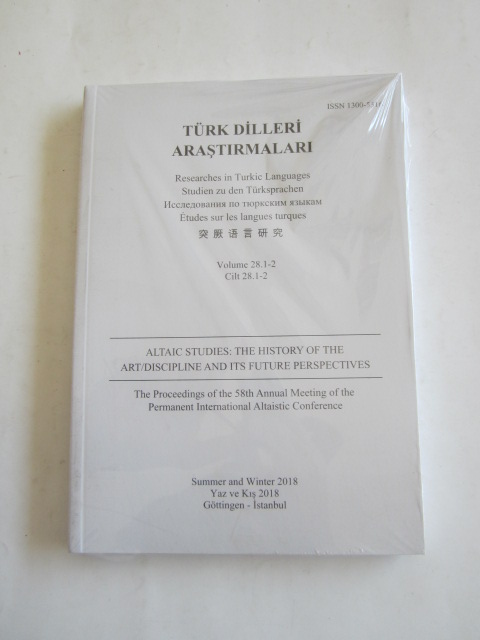 ISSN 1300-5316
TÜRK DİLLERİ
ARAŞTIRMALARI
Researches in Turkic Languages
Studien zu den Türksprachen
Исследования по тюркским языкам
Études sur les langues turques
突厥语言研究
Volume 28.1-2
Cilt 28.1-2
ALTAIC STUDIES: THE HISTORY OF THE
ART/DISCIPLINE AND ITS FUTURE PERSPECTIVES
The Proceedings of the 58th Annual Meeting of the
Permanent International Altaistic Conference
Summer and Winter 2018
Yaz ve Kış 2018
Göttingen - İstanbul